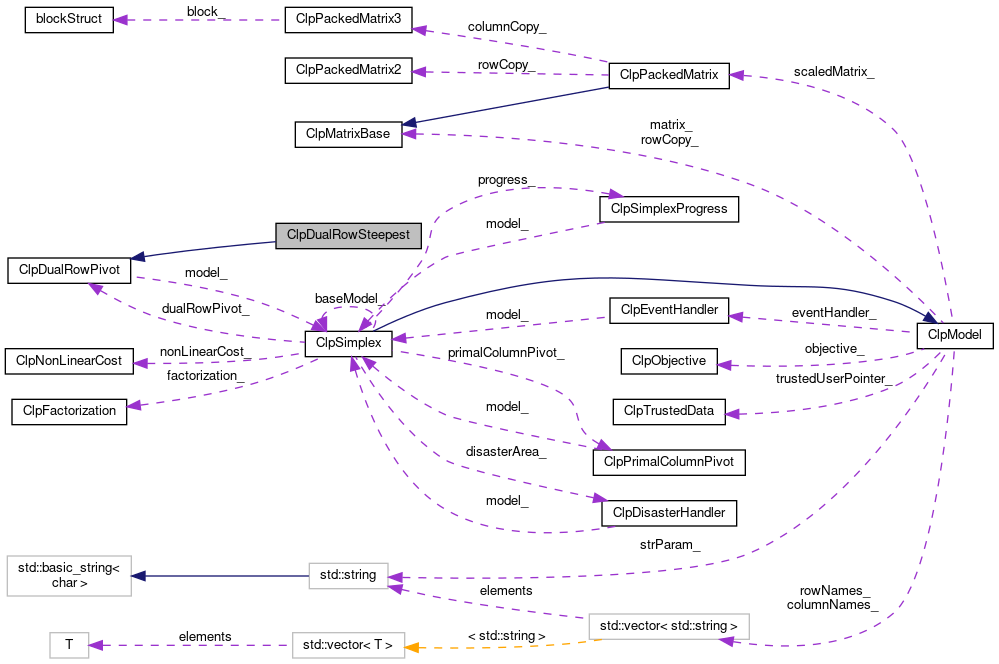 blockStruct
block_
ClpPackedMatrix3
columnCopy_
ClpPackedMatrix2
rowCopy_
ClpPackedMatrix
scaledMatrix_
ClpMatrixBase
matrix_
rowCopy_
progress_
ClpSimplexProgress
model_
ClpDualRowSteepest
ClpDualRowPivot
model_
dualRowPivot_
baseModel_
ClpSimplex
model_
ClpEventHandler
eventHandler_
ClpModel
ClpNonLinearCost
nonLinearCost_
primalColumnPivot_
ClpObjective
objective_
factorization_
trustedUserPointer_
ClpFactorization
model_
ClpTrustedData
disasterArea_
ClpPrimalColumnPivot
model_
ClpDisasterHandler
strParam_
std::basic_string<
char >
std::string
elements
rowNames_
columnNames_
std::vector< std::string >
T
elements
std::vector< T >
< std::string >